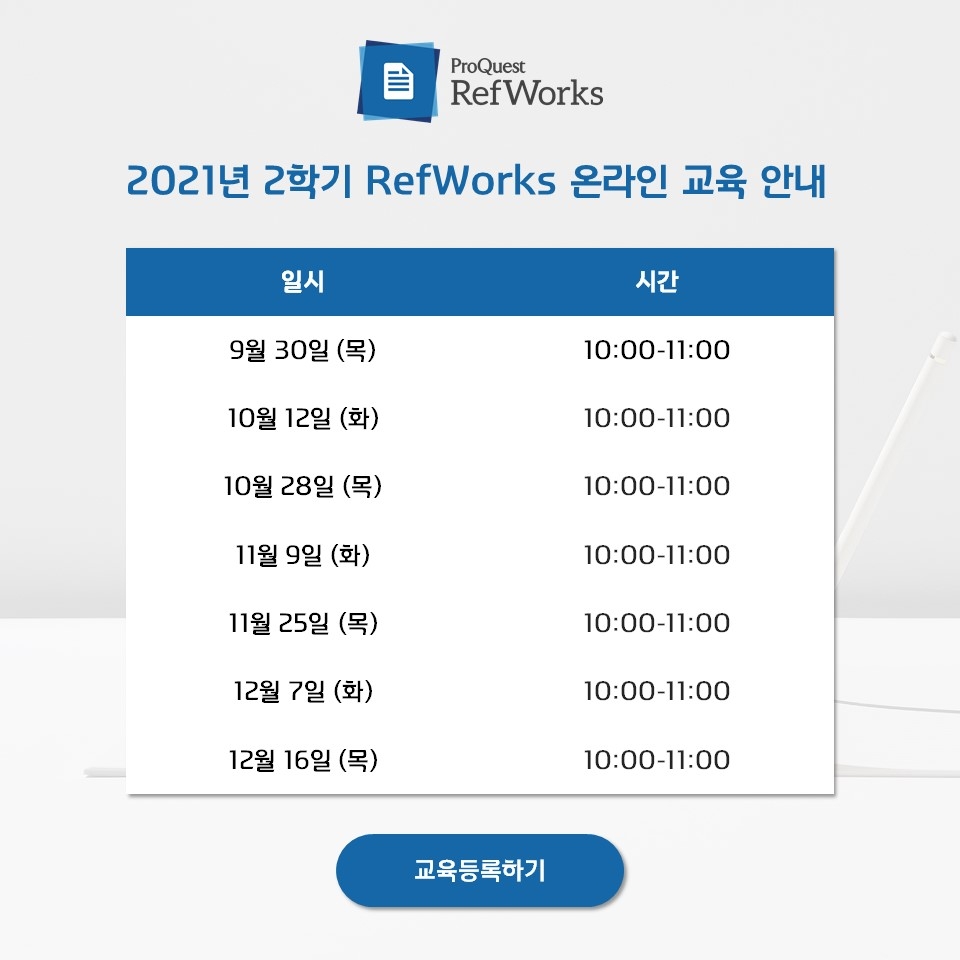 ProQuest
RefWorks
2021년 2학기 RefWorks 온라인 교육 안내
일시 시간
9월 30일 (목) 10:00-11:00
10월 12일 (화) 10:00-11:00
10월 28일 (목) 10:00-11:00
11월 9일 (화) 10:00-11:00
11월 25일 (목) 10:00-11:00
12월 7일 (화) 10:00-11:00
12월 16일 (목) 10:00-11:00
교육등록하기